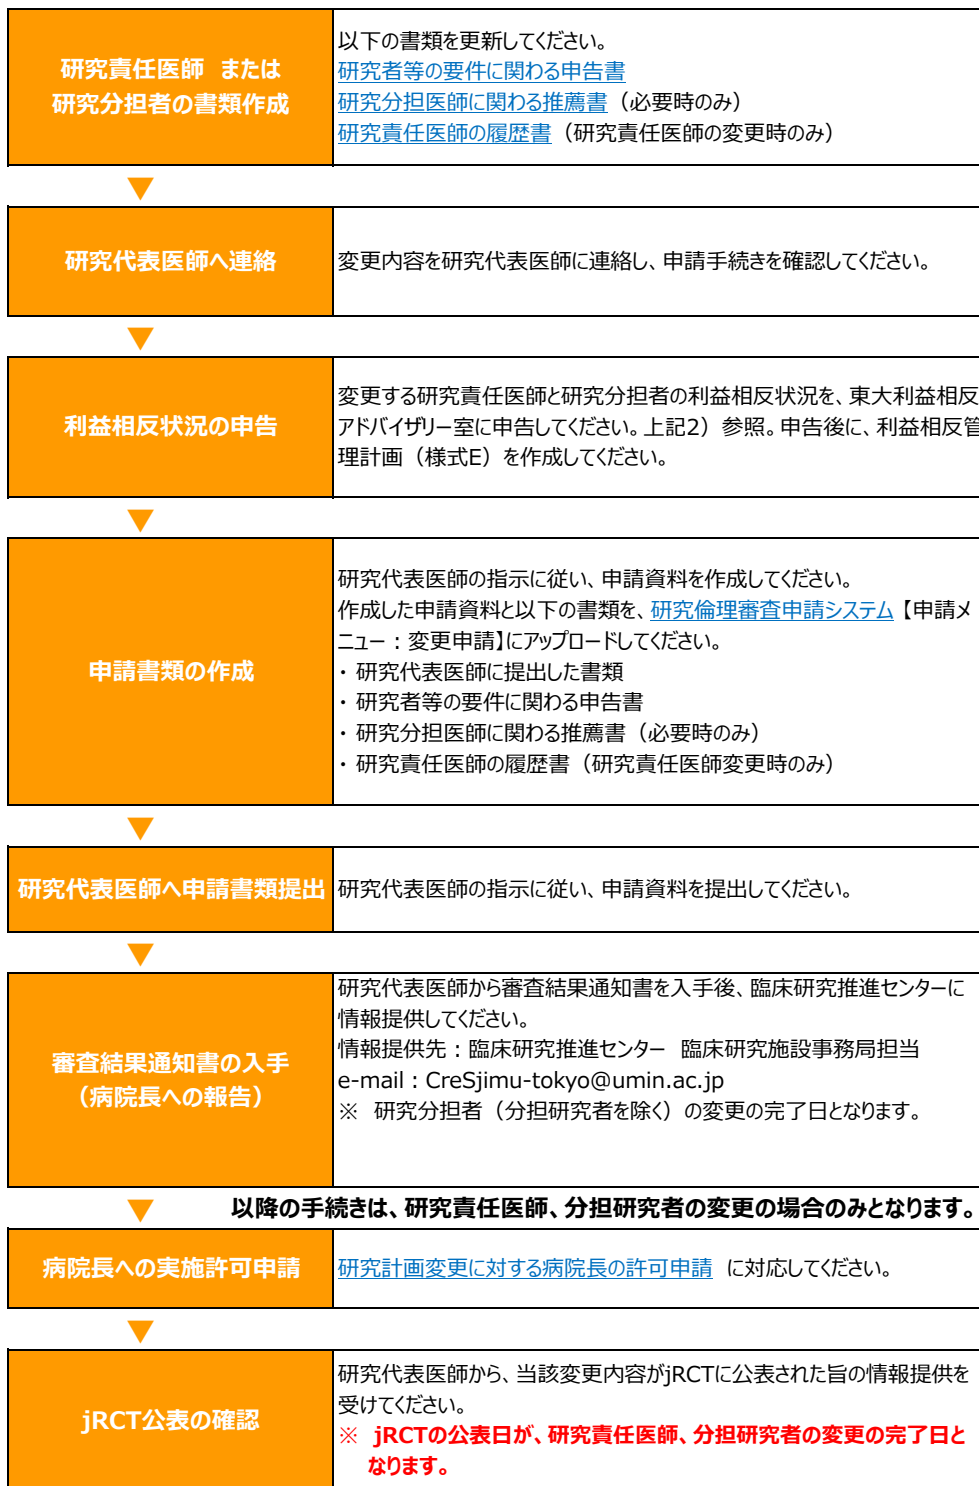 研究責任医師　または
研究分担者の書類作成
以下の書類を更新してください。
研究者等の要件に関わる申告書
研究分担医師に関わる推薦書（必要時のみ）
研究責任医師の履歴書（研究責任医師の変更時のみ）
研究代表医師へ連絡
変更内容を研究代表医師に連絡し、申請手続きを確認してください。
利益相反状況の申告
変更する研究責任医師と研究分担者の利益相反状況を、東大利益相反
アドバイザリー室に申告してください。上記2）参照。申告後に、利益相反管
理計画（様式E）を作成してください。
申請書類の作成
研究代表医師の指示に従い、申請資料を作成してください。
作成した申請資料と以下の書類を、研究倫理審査申請システム【申請メ
ニュー：変更申請】にアップロードしてください。
・ 研究代表医師に提出した書類
・ 研究者等の要件に関わる申告書
・ 研究分担医師に関わる推薦書（必要時のみ）
・ 研究責任医師の履歴書（研究責任医師変更時のみ）
研究代表医師へ申請書類提出
研究代表医師の指示に従い、申請資料を提出してください。
審査結果通知書の入手
（病院長への報告）
研究代表医師から審査結果通知書を入手後、臨床研究推進センターに
情報提供してください。
情報提供先：臨床研究推進センター　臨床研究施設事務局担当
e-mail：CreSjimu-tokyo@umin.ac.jp
※　研究分担者（分担研究者を除く）の変更の完了日となります。
以降の手続きは、研究責任医師、分担研究者の変更の場合のみとなります。
病院長への実施許可申請
研究計画変更に対する病院長の許可申請　に対応してください。
jRCT公表の確認
研究代表医師から、当該変更内容がjRCTに公表された旨の情報提供を
受けてください。
※　jRCTの公表日が、研究責任医師、分担研究者の変更の完了日と
なります。